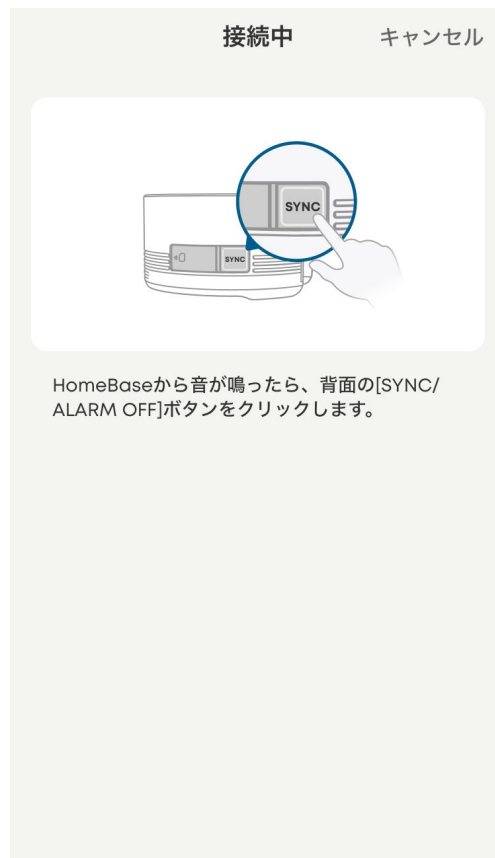 接続中 キャンセル
SYNC
SYNC
HomeBaseから音が鳴ったら、背面の[SYNC/
ALARM OFF]ボタンをクリックします。